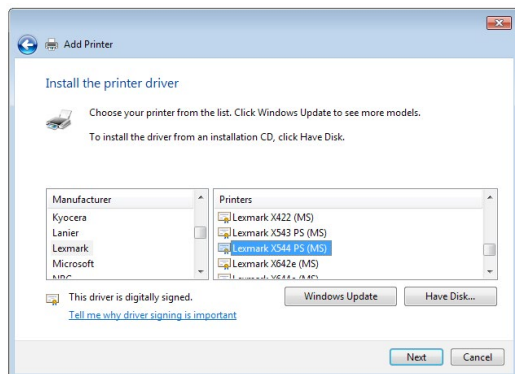 Add Printer
Install the printer driver
Choose your printer from the list. Click Windows Update to see more models.
To install the driver from an installation CD, click Have Disk.
Manufacturer
Kyocera
Lanier
Lexmark
Microsoft
Printers
Lexmark X422 (MS)
Lexmark X543 PS (MS)
Lexmark X544 PS (MS)
Lexmark X642e (MS)
This driver is digitally signed.
Tell me why driver signing is important
Windows Update
Have Disk...
Next
Cancel